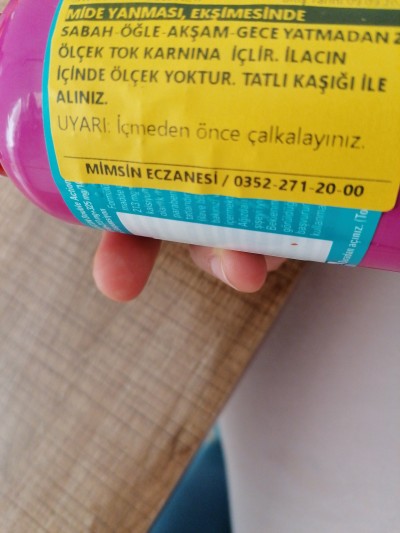 MİDE YANMASI, EKŞİMESİNDE
SABAH-ÖĞLE-AKŞAM-GECE YATMADAN 2
ÖLÇEK TOK KARNINA İÇLİR. İLACIN
İÇİNDE ÖLÇEK YOKTUR. TATLI KAŞIĞI İLE
ALINIZ.
UYARI: İçmeden önce çalkalayınız.
MİMSİN ECZANESİ / 0352-271-20-00